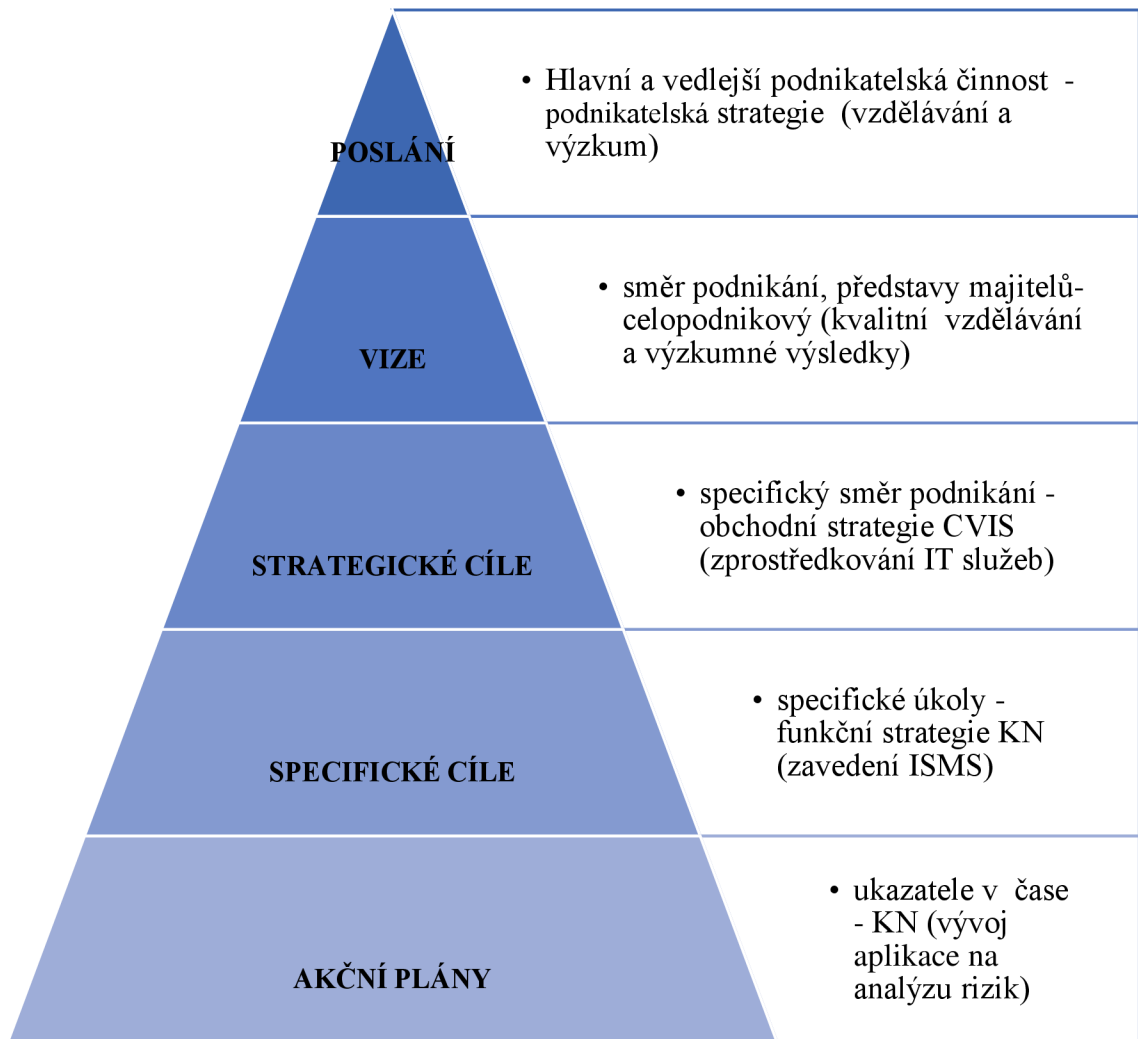 POSLÁNÍ
• Hlavní a vedlejší podnikatelská činnost -
podnikatelská strategie (vzdělávání a
výzkum)
VIZE
• směr podnikání, představy majitelů-
celopodnikový (kvalitní vzdělávání
a výzkumné výsledky)
STRATEGICKÉ CÍLE
• specifický směr podnikání -
obchodní strategie CVIS
(zprostředkování IT služeb)
SPECIFICKÉ CÍLE
• specifické úkoly -
funkční strategie KN
(zavedení ISMS)
AKČNÍ PLÁNY
• ukazatele v čase
- KN (vývoj
aplikace na
analýzu rizik)